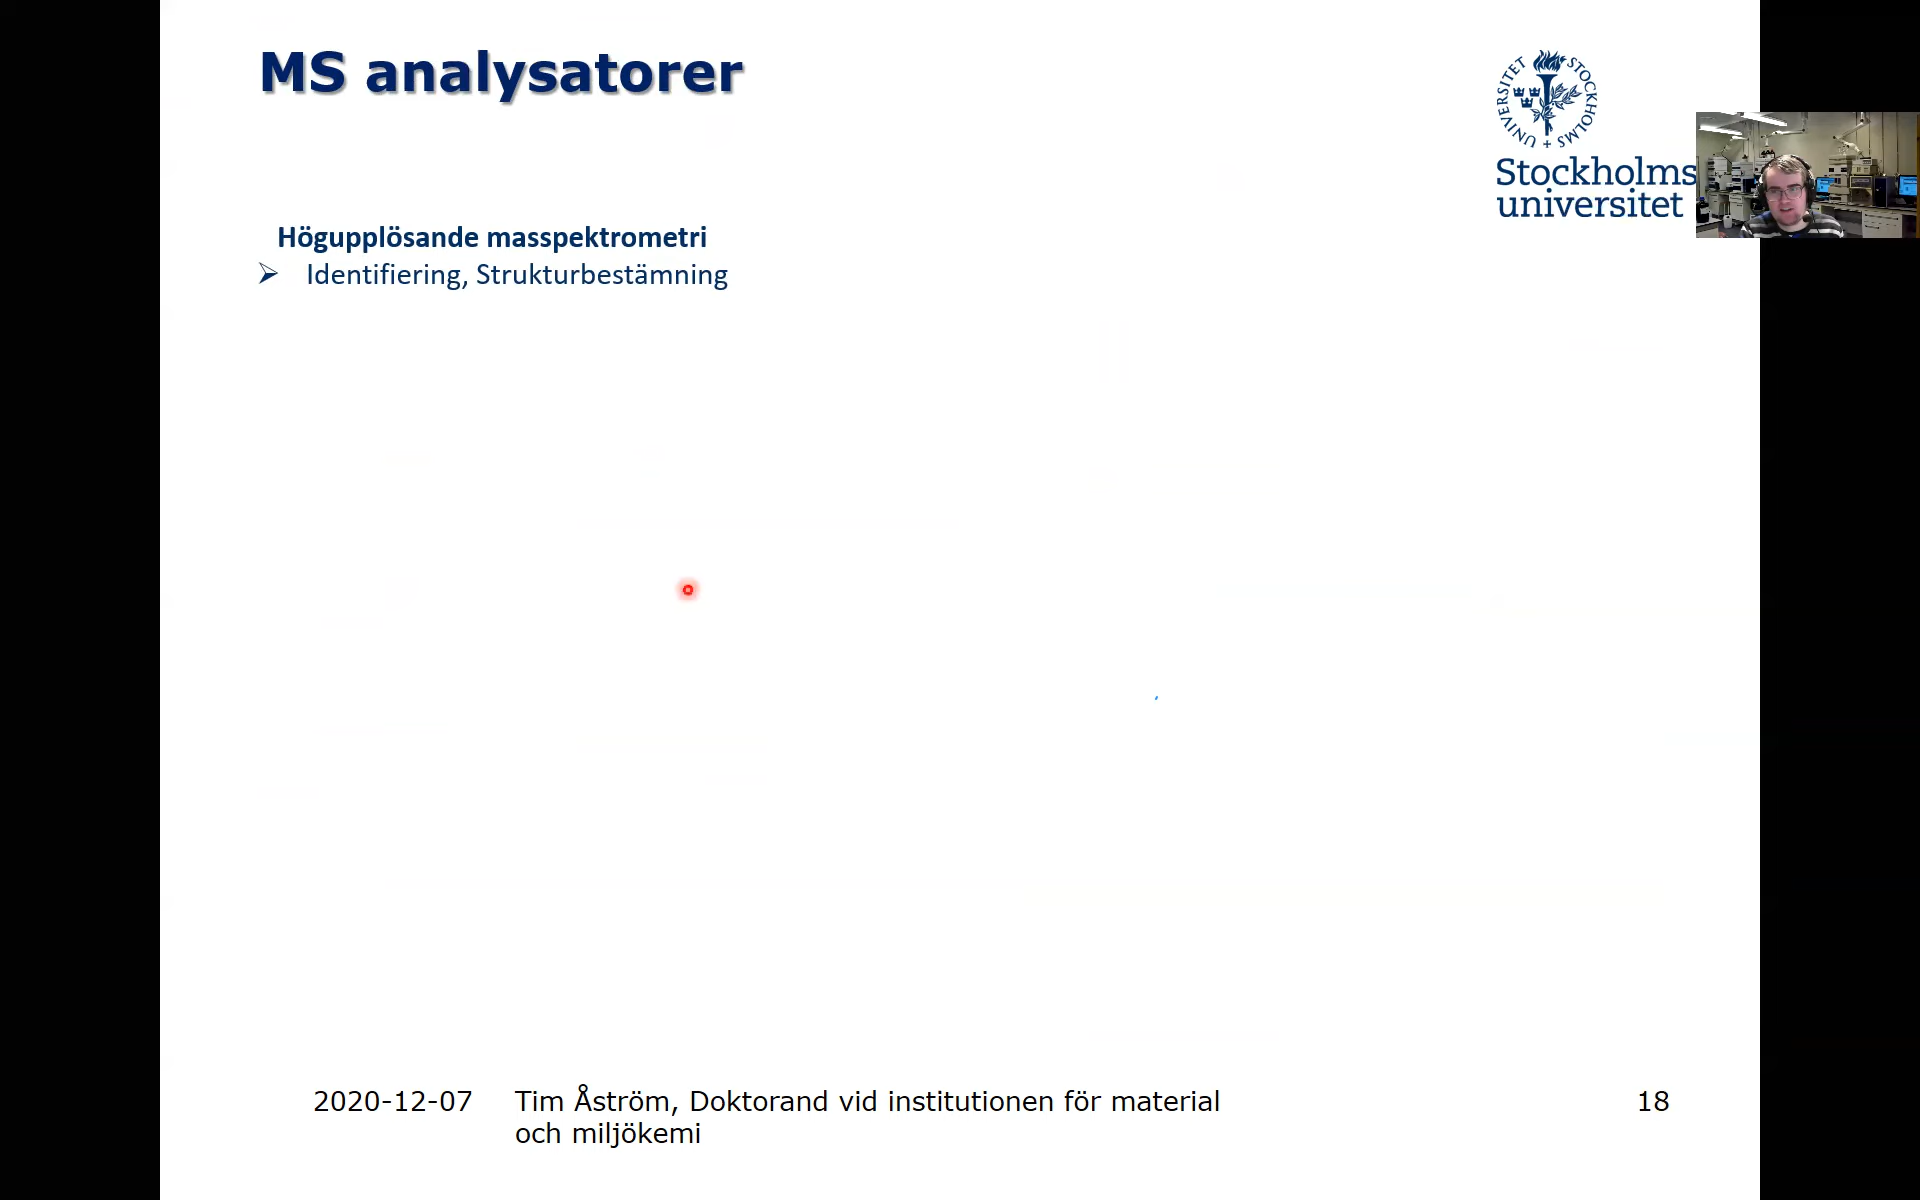 MS analysatorer
UNIVERSITET STOCKHOLMS
Stockholms
universitet
Högupplösande masspektrometri
➢ Identifiering, Strukturbestämning
2020-12-07 Tim Åström, Doktorand vid institutionen för material 18
och miljökemi